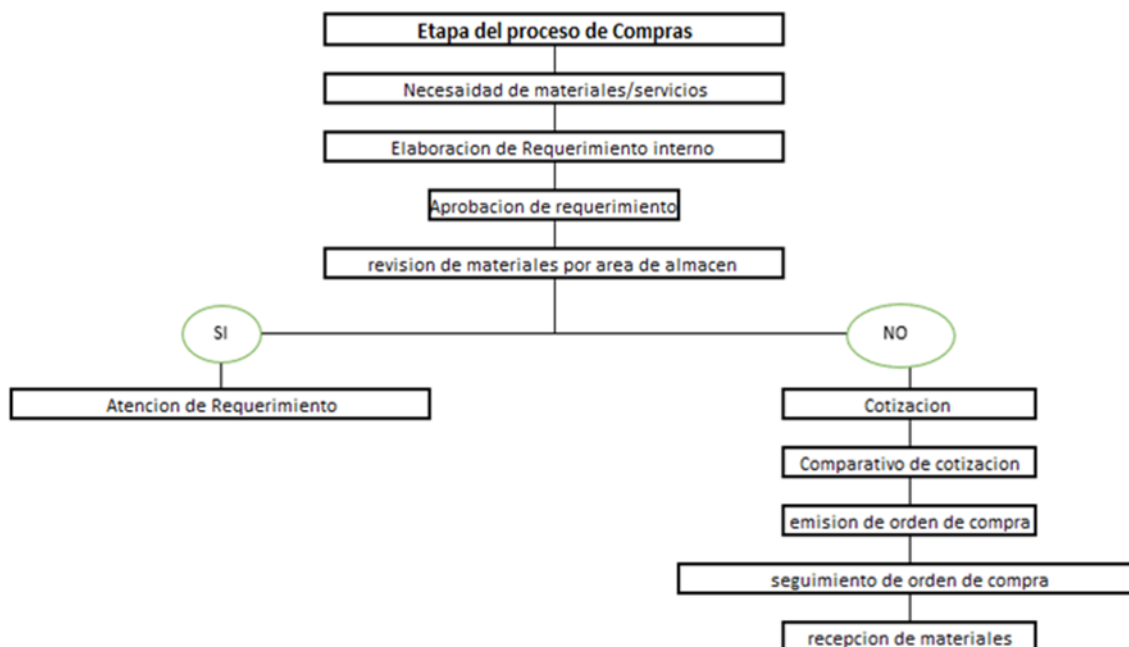 Etapa del proceso de Compras
Necesaidad de materiales/servicios
Elaboracion de Requerimiento interno
Aprobacion de requerimiento
revision de materiales por area de almacen
SI
NO
Atencion de Requerimiento
Cotizacion
Comparativo de cotizacion
emision de orden de compra
seguimiento de orden de compra
recepcion de materiales